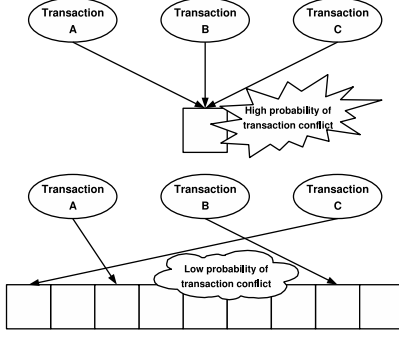 Transaction
A
Transaction
B
Transaction
C
High probability of
transaction conflict
Transaction
A
Transaction
B
Transaction
C
Low probability of
transaction conflict